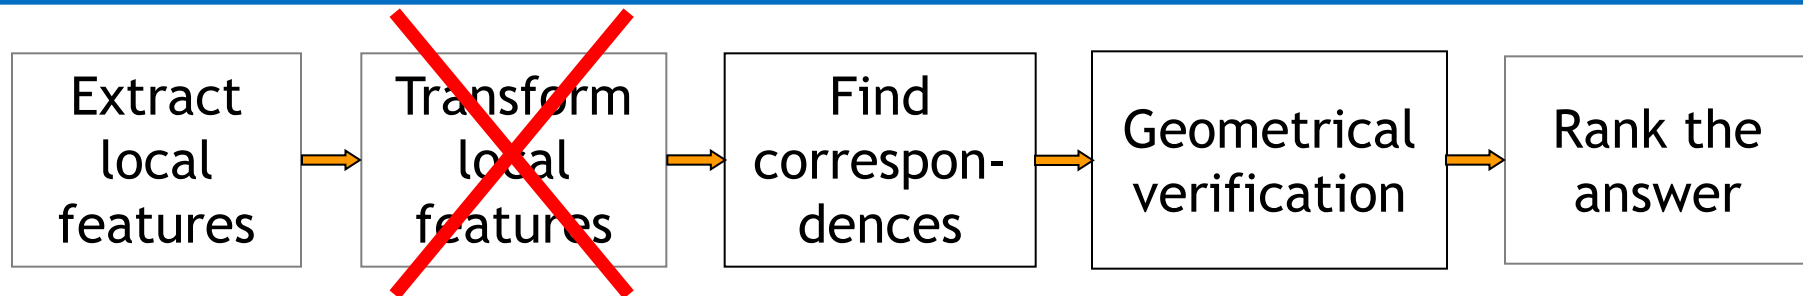 Extract
local
features
Transform
local
features
Find
correspon-
dences
Geometrical
verification
Rank the
answer